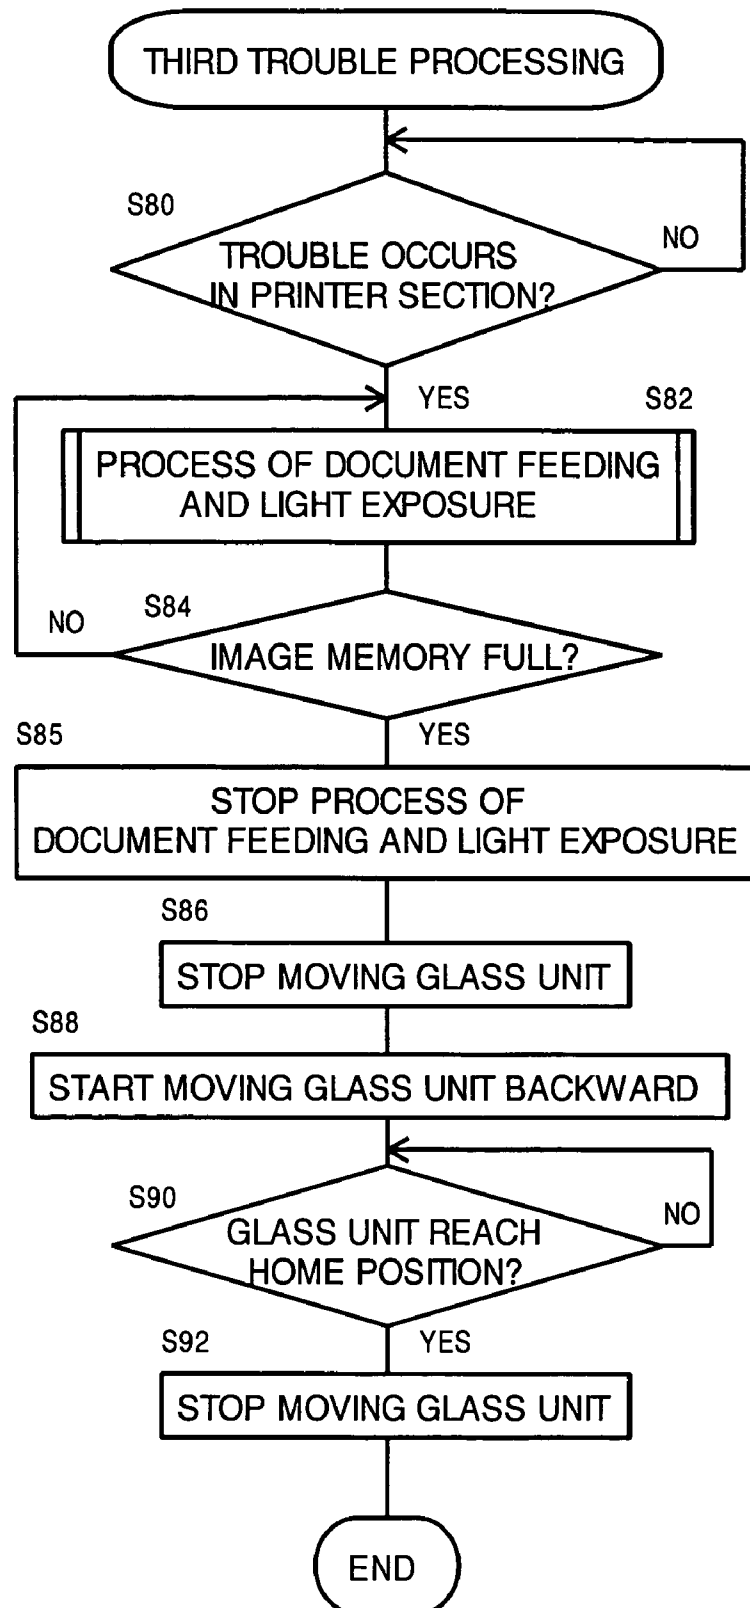 THIRD TROUBLE PROCESSING
S80
NO
TROUBLE OCCURS
IN PRINTER SECTION?
YES
S82
PROCESS OF DOCUMENT FEEDING
AND LIGHT EXPOSURE
S84
NO
IMAGE MEMORY FULL?
S85
YES
STOP PROCESS OF
DOCUMENT FEEDING AND LIGHT EXPOSURE
S86
STOP MOVING GLASS UNIT
S88
START MOVING GLASS UNIT BACKWARD
S90
NO
GLASS UNIT REACH
HOME POSITION?
S92
YES
STOP MOVING GLASS UNIT
END